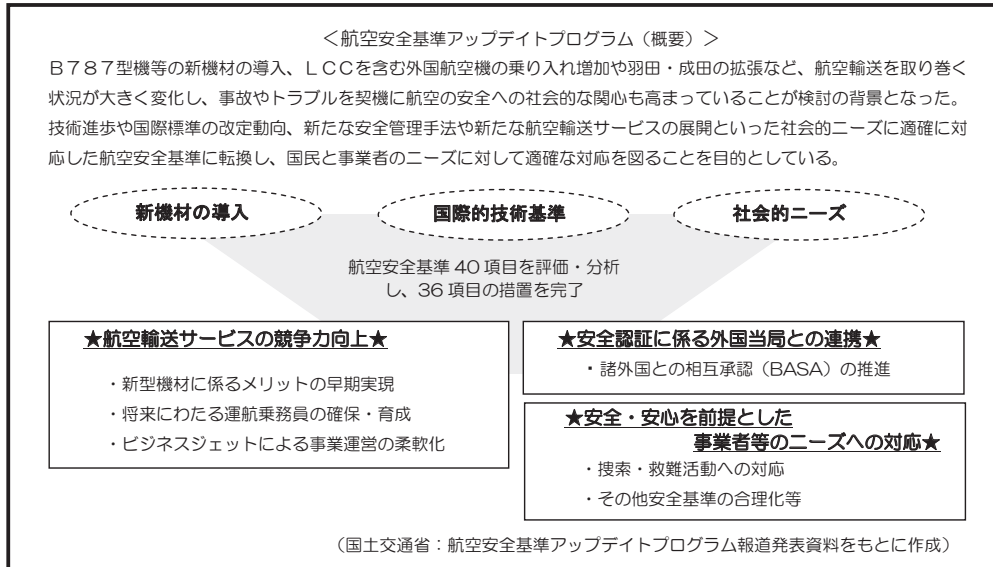 ＜航空安全基準アップデイトプログラム（概要）＞
Ｂ７８７型機等の新機材の導入、ＬＣＣを含む外国航空機の乗り入れ増加や羽田・成田の拡張など、航空輸送を取り巻く
状況が大きく変化し、事故やトラブルを契機に航空の安全への社会的な関心も高まっていることが検討の背景となった。
技術進歩や国際標準の改定動向、新たな安全管理手法や新たな航空輸送サービスの展開といった社会的ニーズに適確に対
応した航空安全基準に転換し、国民と事業者のニーズに対して適確な対応を図ることを目的としている。
新機材の導入
国際的技術基準
社会的ニーズ
航空安全基準 40 項目を評価・分析
し、36 項目の措置を完了
★航空輸送サービスの競争力向上★
・新型機材に係るメリットの早期実現
・将来にわたる運航乗務員の確保・育成
・ビジネスジェットによる事業運営の柔軟化
★安全認証に係る外国当局との連携★
・諸外国との相互承認（BASA）の推進
★安全・安心を前提とした
事業者等のニーズへの対応★
・捜索・救難活動への対応
・その他安全基準の合理化等
（国土交通省：航空安全基準アップデイトプログラム報道発表資料をもとに作成）